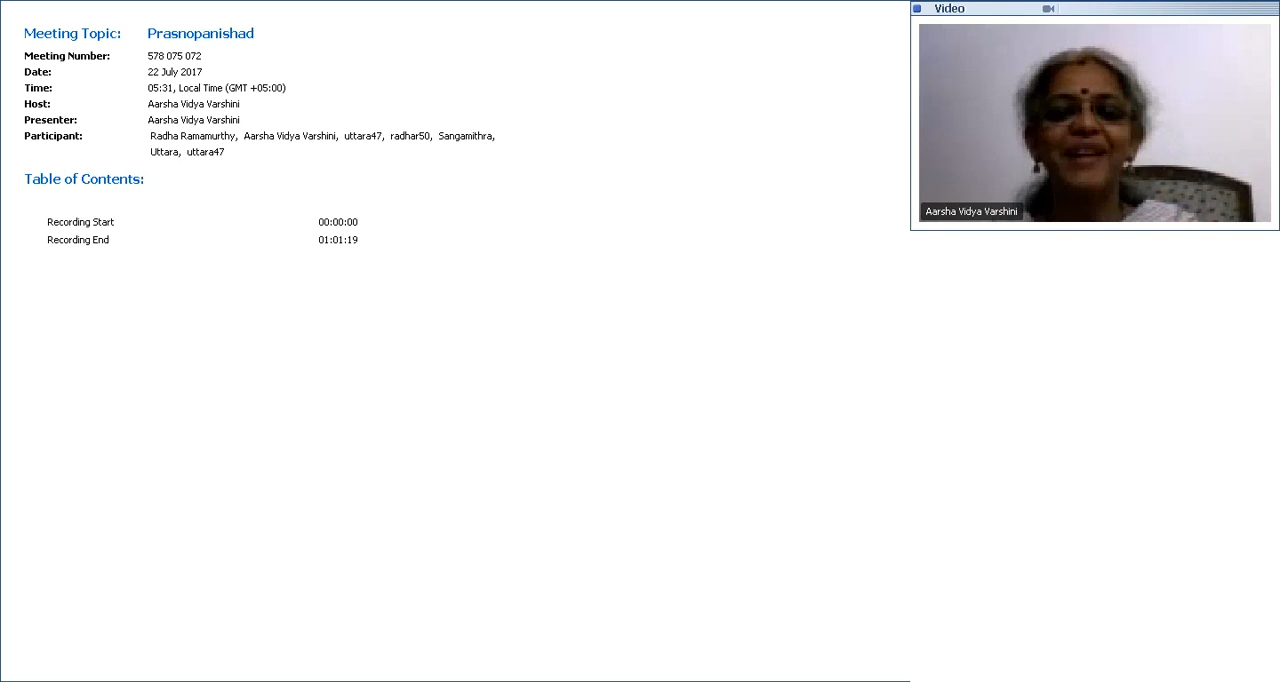 Meeting Topic: Prasnopanishad
Meeting Number: 578 075 072
Date: 22 July 2017
Time: 05:31, Local Time (GMT +05:00)
Host: Aarsha Vidya Varshini
Presenter: Aarsha Vidya Varshini
Participant: Radha Ramamurthy, Aarsha Vidya Varshini, uttara47, radhar50, Sangamithra,
Uttara, uttara47
Table of Contents:
Recording Start 00:00:00
Recording End 01:01:19
Video
Aarsha Vidya Varshini